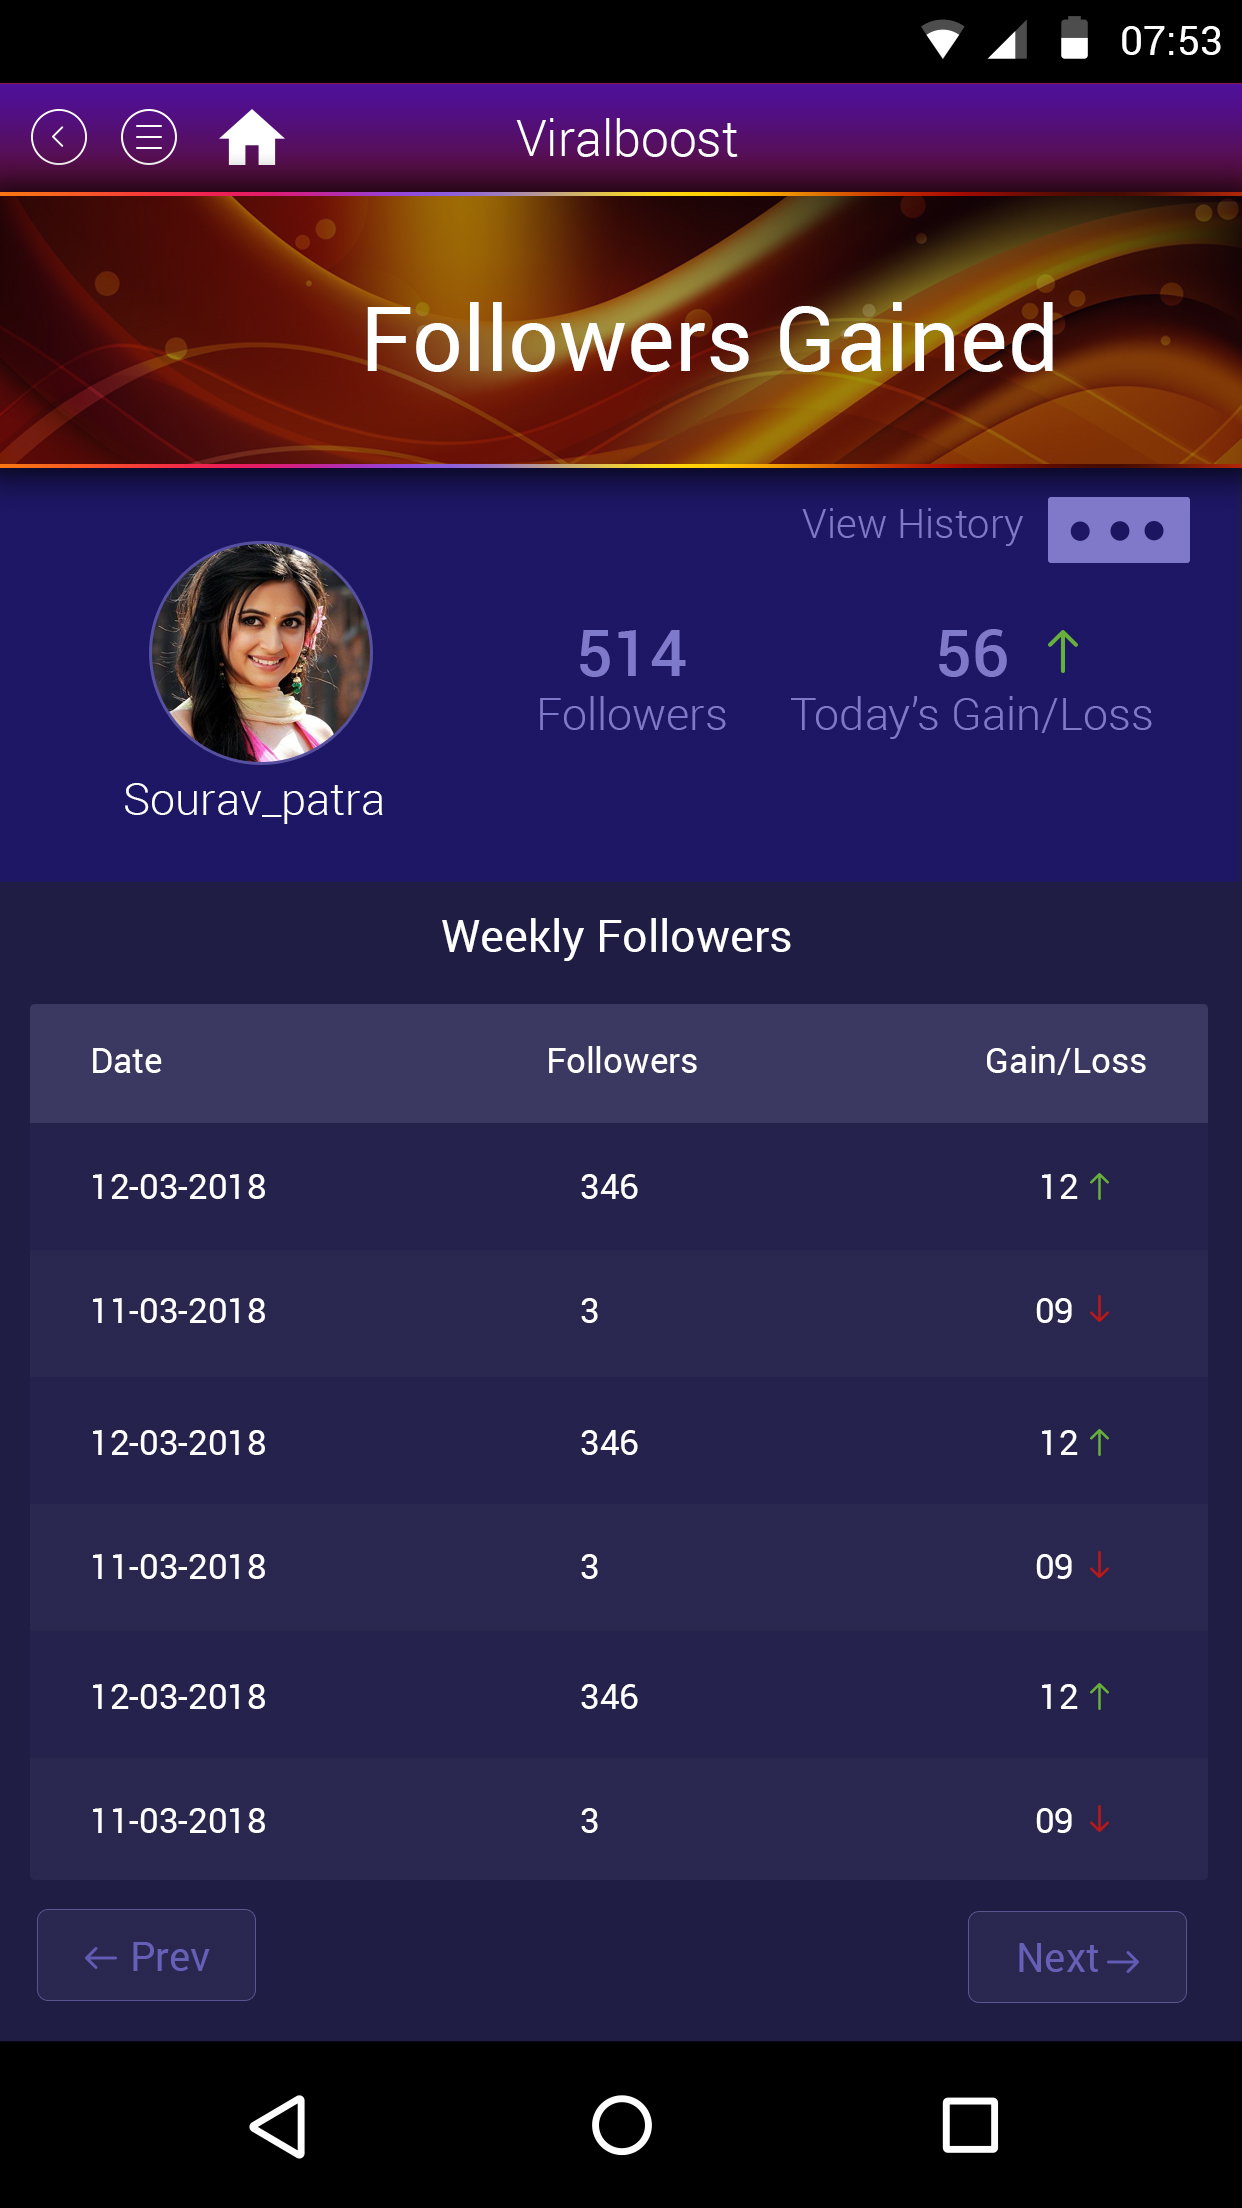 07:53
Viralboost
Followers Gained
View History
514
Followers
56
Today's Gain/Loss
Sourav_patra
Weekly Followers
Date Followers Gain/Loss
12-03-2018 346 12
11-03-2018 3 09
12-03-2018 346 12
11-03-2018 3 09
12-03-2018 346 12
11-03-2018 3 09
Prev Next